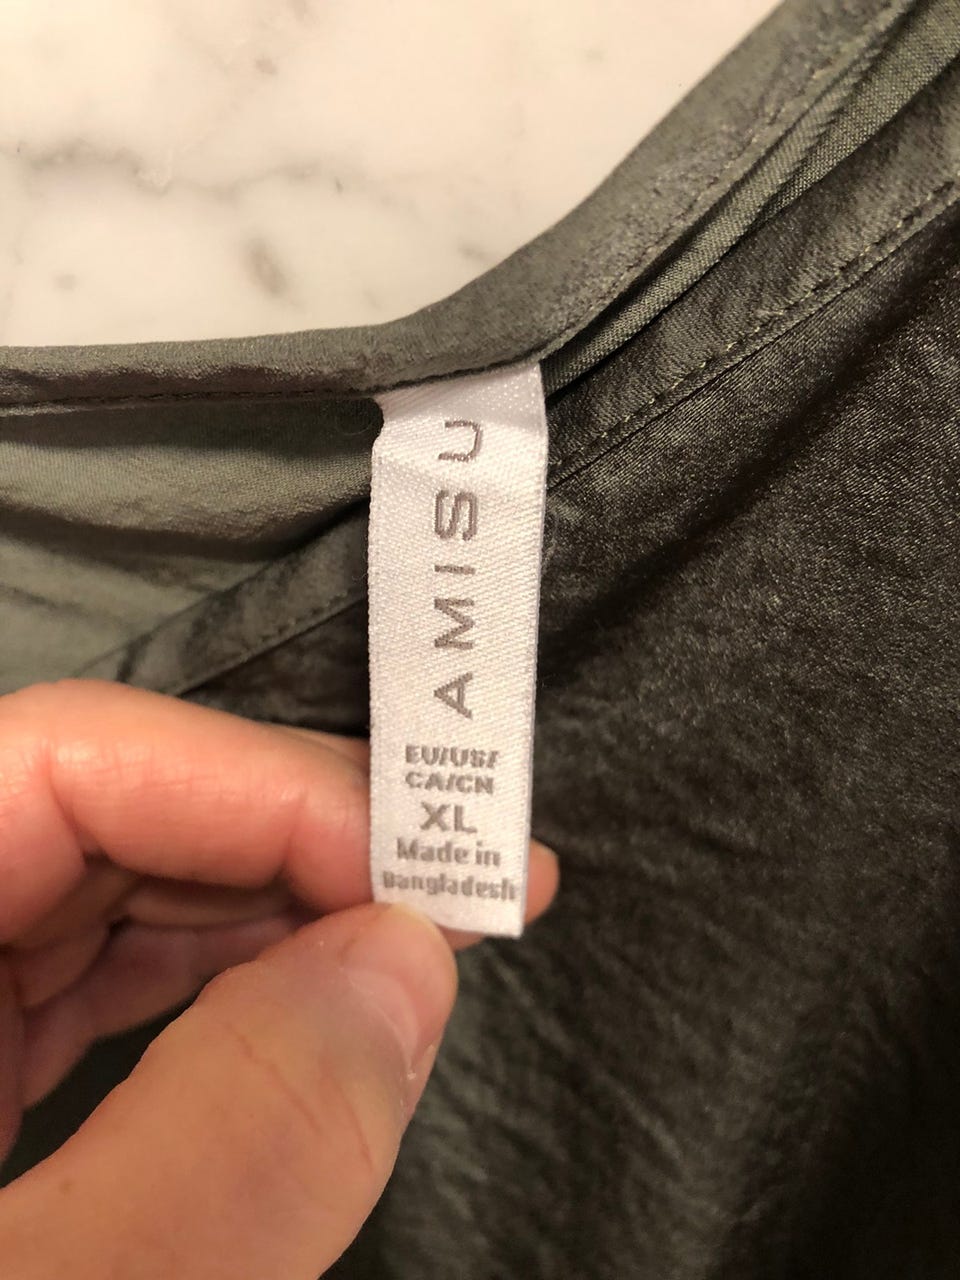 AMISU
EU/US/
CA/CN
XL
Made in
Bangladesh